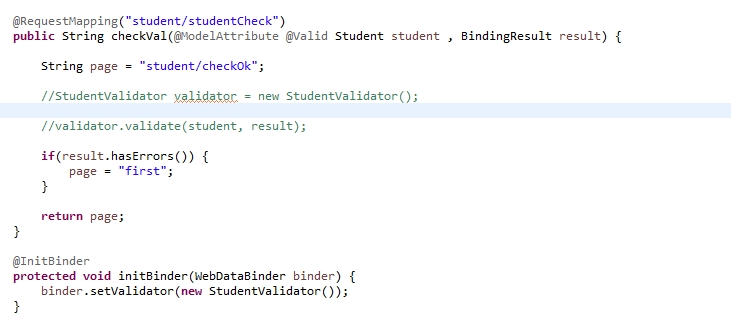 @RequestMapping("student/studentCheck")
public String checkVal(@ModelAttribute @Valid Student student , BindingResult result) {
String page = "student/checkOk";
//StudentValidator validator = new StudentValidator();
//validator.validate(student, result);
if(result.hasErrors()) {
page = "first";
}
return page;
}
@InitBinder
protected void initBinder(WebDataBinder binder) {
binder.setValidator(new StudentValidator());
}